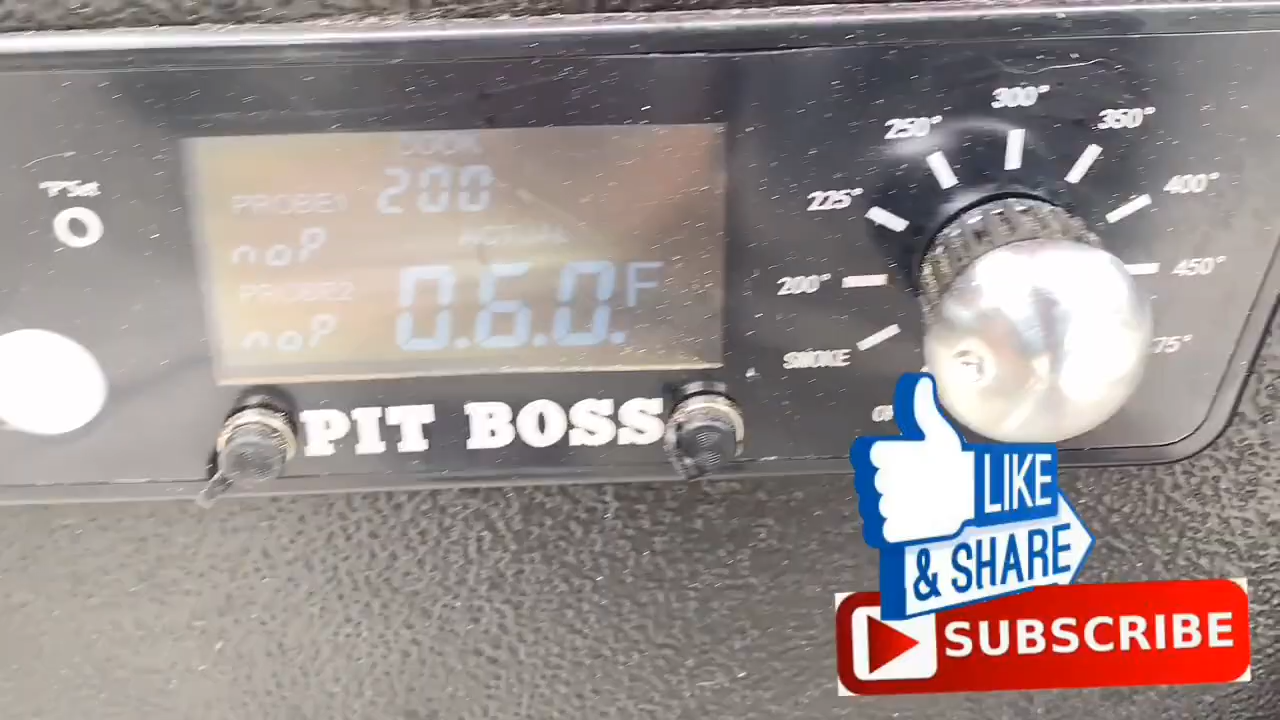 PSet
COOK
PROBE1 200
noP
ACTUAL
PROBE2
0.6.0.F
noP
PIT BOSS
SMOKE
200°
225°
250°
300°
350°
400°
450°
LIKE
& SHARE
SUBSCRIBE